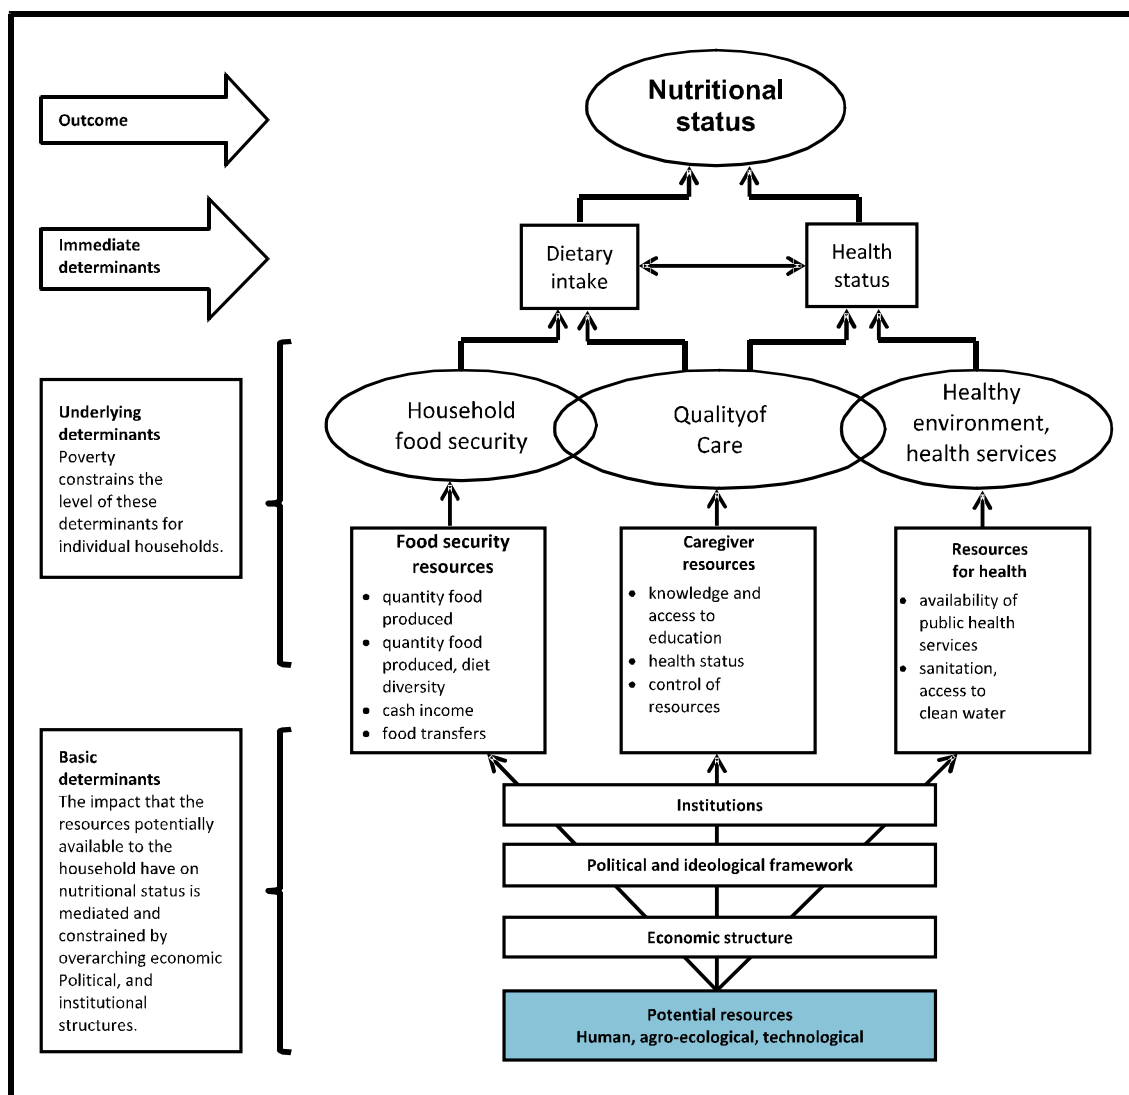 Nutritional
status
Outcome
Immediate
determinants
Dietary
intake
Health
status
Underlying
determinants
Poverty
constrains the
level of these
determinants for
individual households.
Household
food security
Qualityof
Care
Healthy
environment,
health services
Food security
resources
• quantity food
produced
• quantity food
produced, diet
diversity
• cash income
• food transfers
Caregiver
resources
• knowledge and
access to
education
• health status
• control of
resources
Resources
for health
• availability of
public health
services
• sanitation,
access to
clean water
Basic
determinants
The impact that the
resources potentially
available to the
household have on
nutritional status is
mediated and
constrained by
overarching economic
Political, and
institutional
structures.
Institutions
Political and ideological framework
Economic structure
Potential resources
Human, agro-ecological, technological